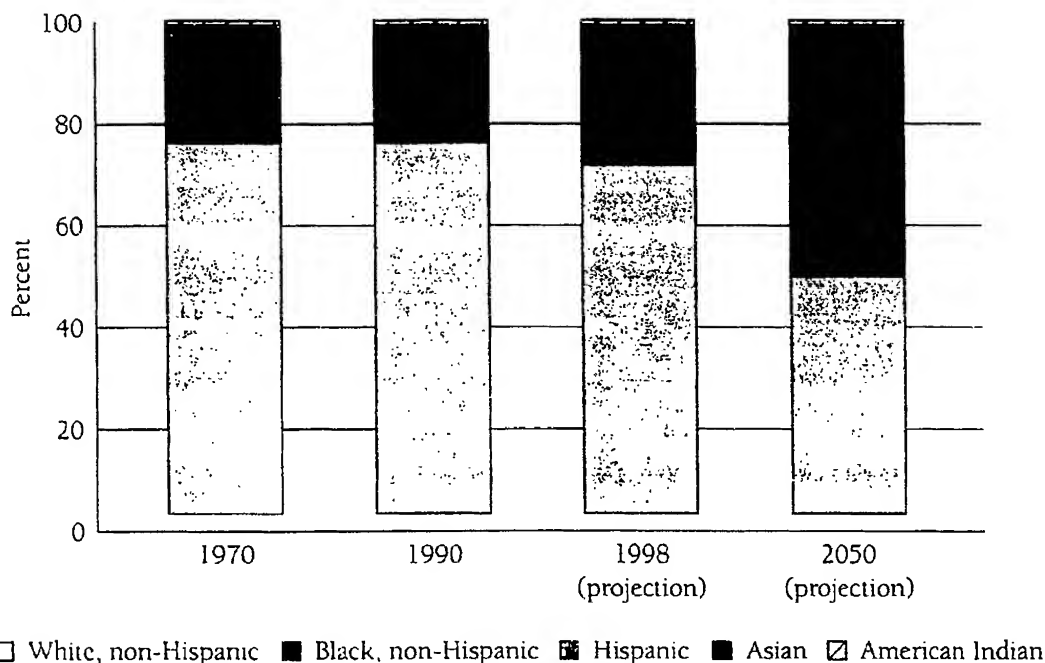 100
80
60
40
20
0
Percent
1970 1990 1998 2050
(projection) (projection)
White, non-Hispanic Black, non-Hispanic Hispanic Asian American Indian